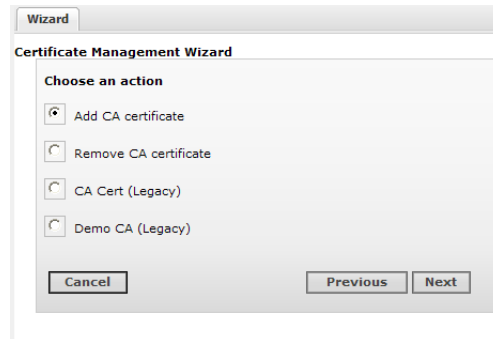 Wizard
Certificate Management Wizard
Choose an action
Add CA certificate
Remove CA certificate
CA Cert (Legacy)
Demo CA (Legacy)
Cancel Previous Next